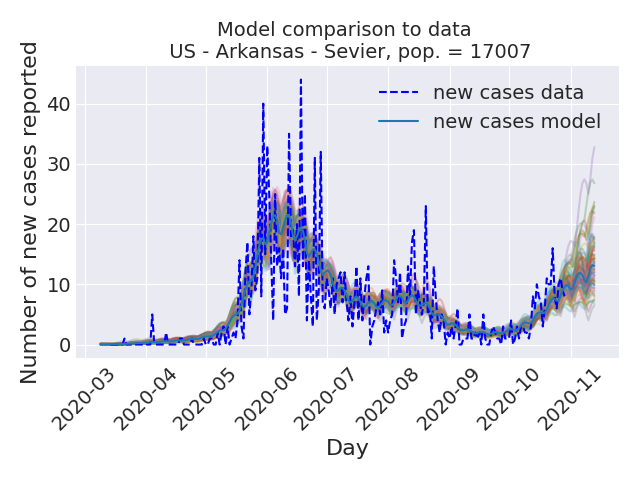 Model comparison to data
US - Arkansas - Sevier, pop. = 17007
Number of new cases reported
40
30
20
10
0
new cases data
new cases model
2020-03
2020-04
2020-05
2020-06
2020-07
2020-08
2020-09
2020-10
2020-11
Day